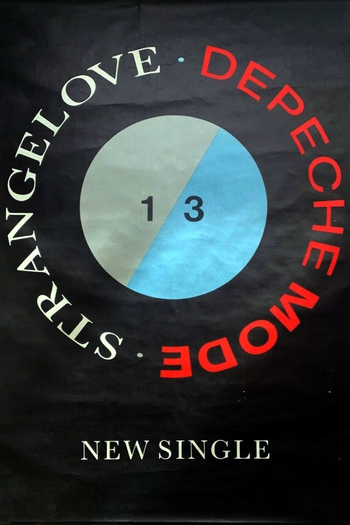 STRANGELOVE · DEPECHE MODE ·
1 3
NEW SINGLE